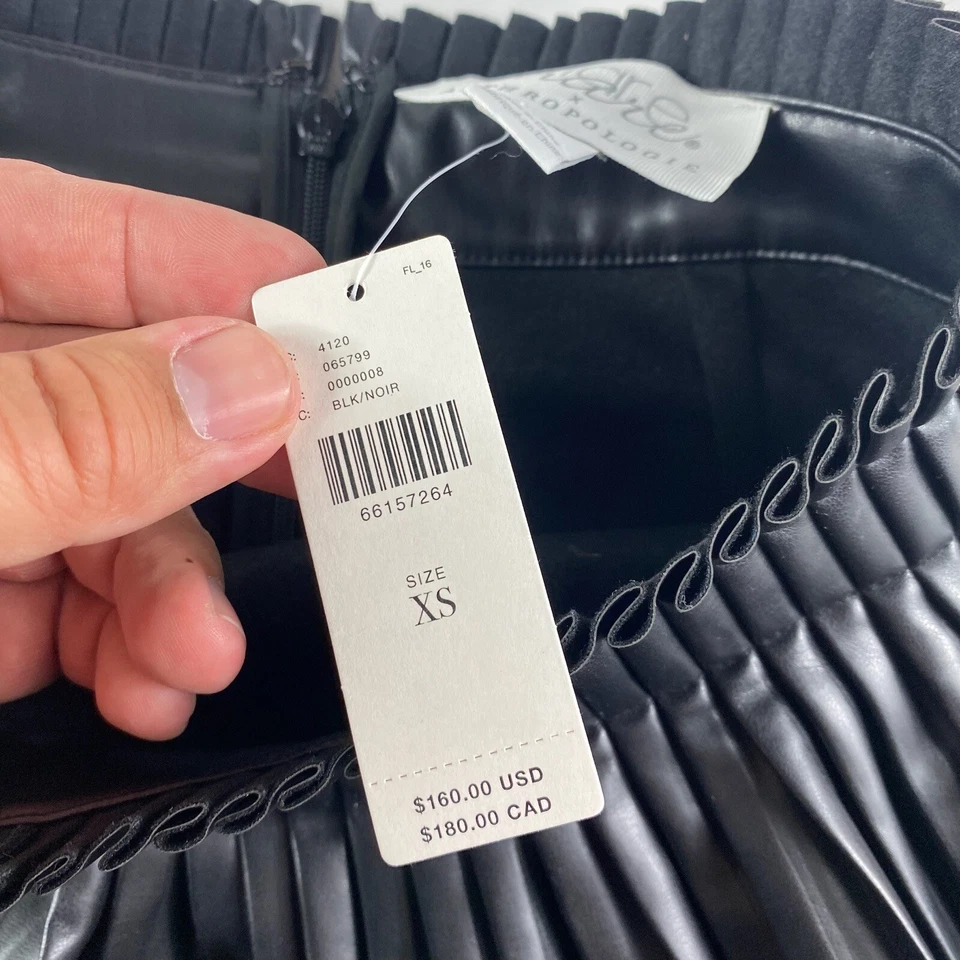 ×
FL_16
4120
065799
0000008
C: BLK/NOIR
66157264
SIZE
XS
$160.00 USD
$180.00 CAD